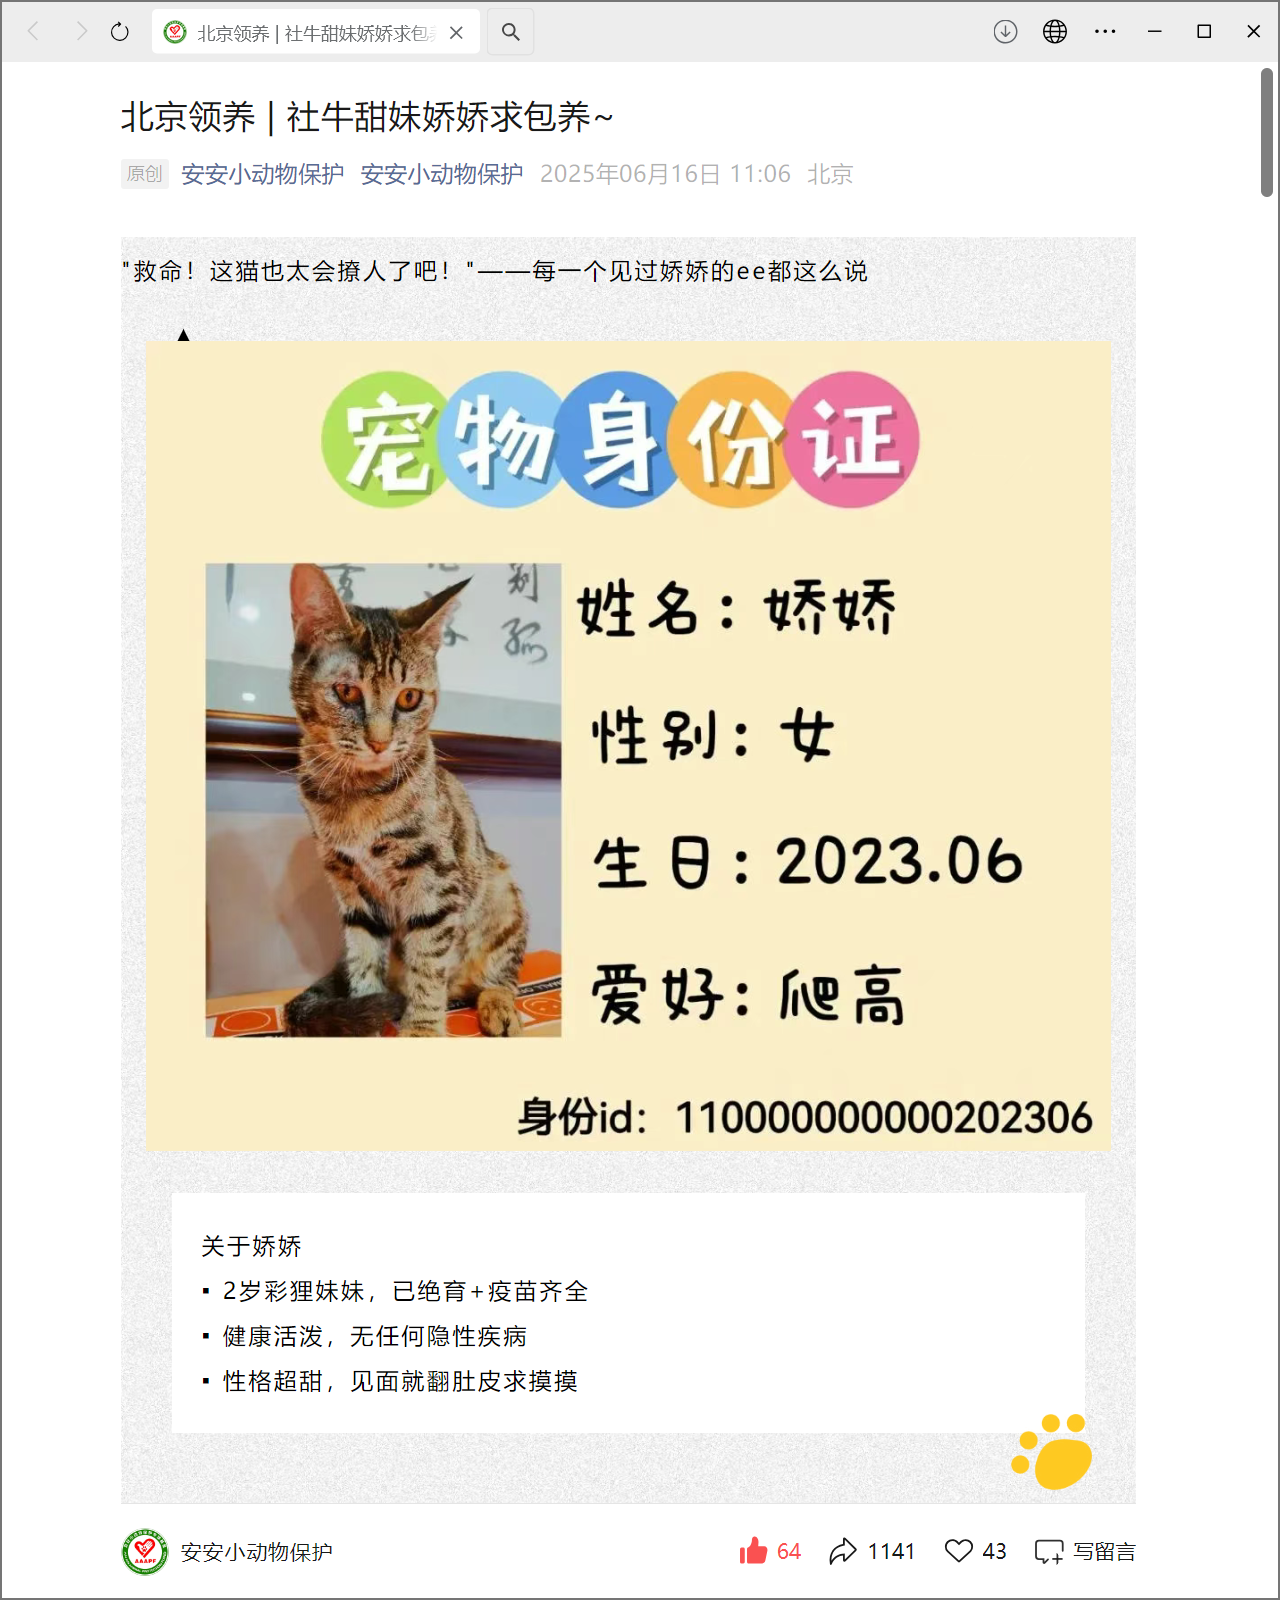 北京领养 | 社牛甜妹娇娇求包养
北京领养 | 社牛甜妹娇娇求包养~
原创 安安小动物保护 安安小动物保护 2025年06月16日 11:06 北京
"救命！这猫也太会撩人了吧！"——每一个见过娇娇的ee都这么说
宠物身份证
别
姓名：娇娇
性别：女
生日：2023.06
爱好：爬高
身份id：110000000000202306
关于娇娇
▪ 2岁彩狸妹妹，已绝育+疫苗齐全
▪ 健康活泼，无任何隐性疾病
▪ 性格超甜，见面就翻肚皮求摸摸
AAAPF
安安小动物保护 64 1141 43 写留言